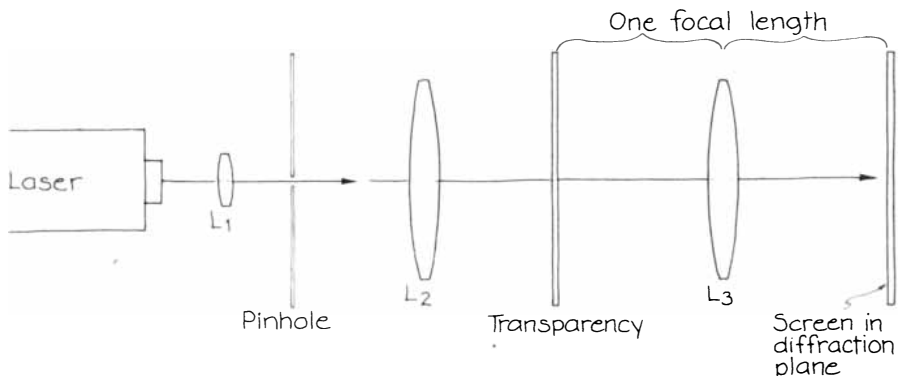 One focal length
Laser
L1
L2
L3
Pinhole
Transparency
Screen in
diffraction
plane